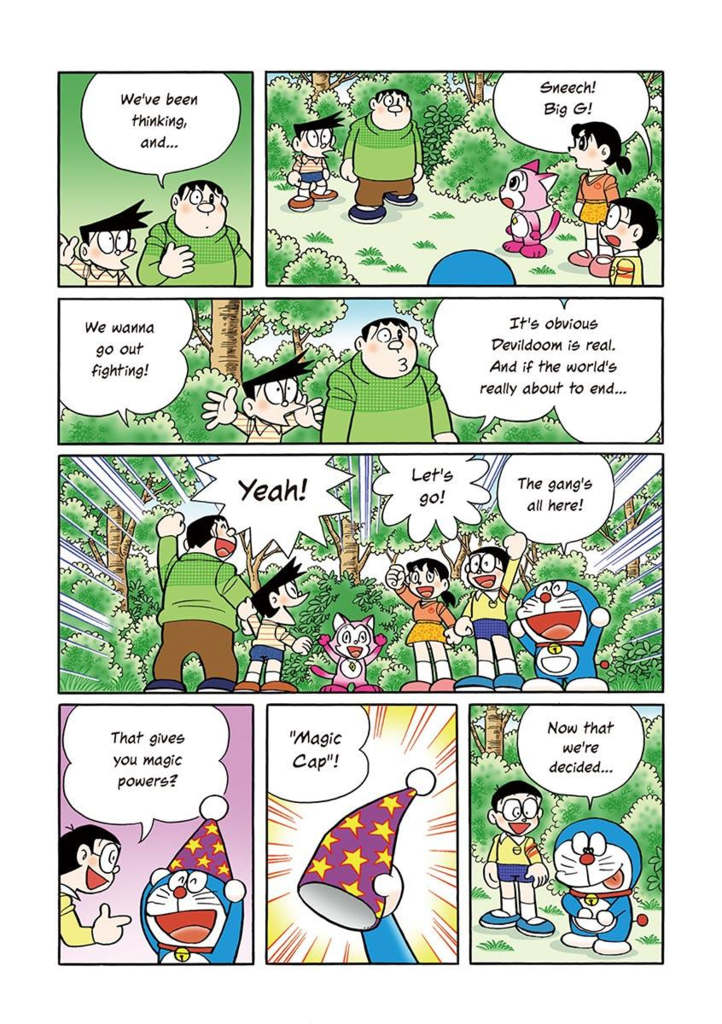 Sneech!
Big G!
We've been
thinking,
and...
It's obvious
Devildoom is real.
And if the world's
really about to end...
We wanna
go out
fighting!
The gang's
all here!
Let's
go!
Yeah!
Now that
we're
decided...
"Magic
Cap"!
That gives
you magic
powers?